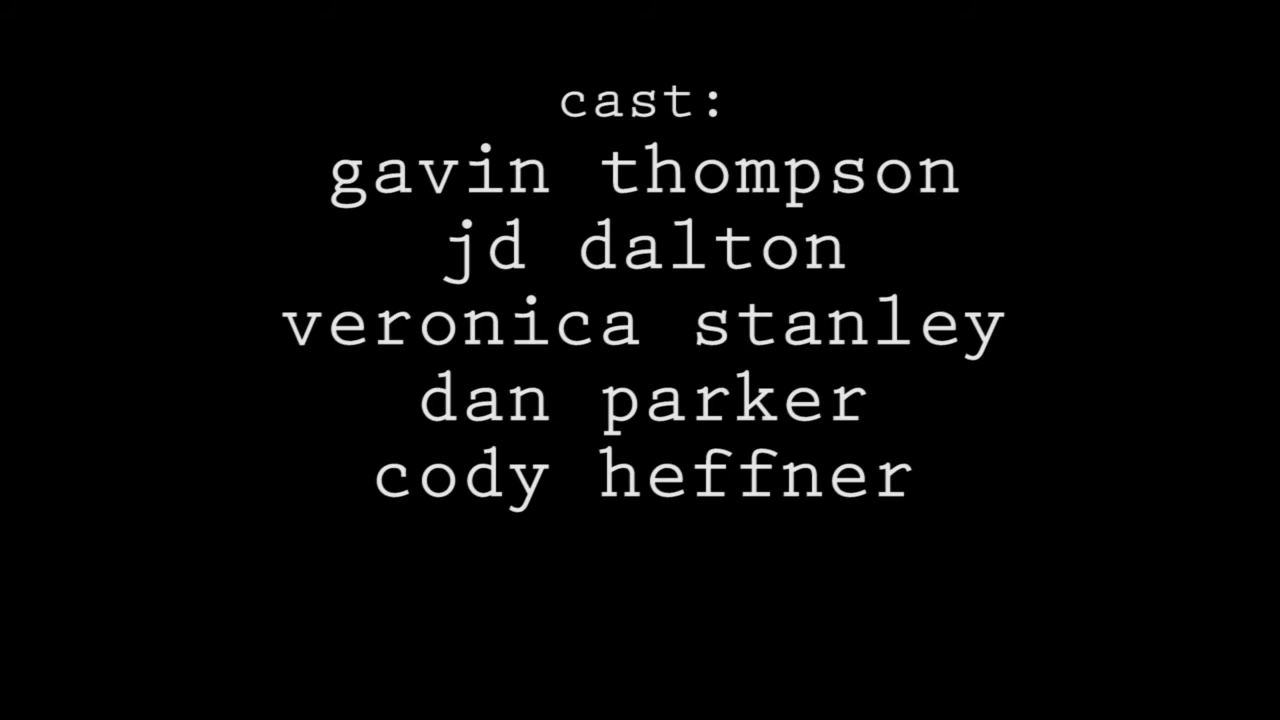 cast:
gavin thompson
jd dalton
veronica stanley
dan parker
cody heffner